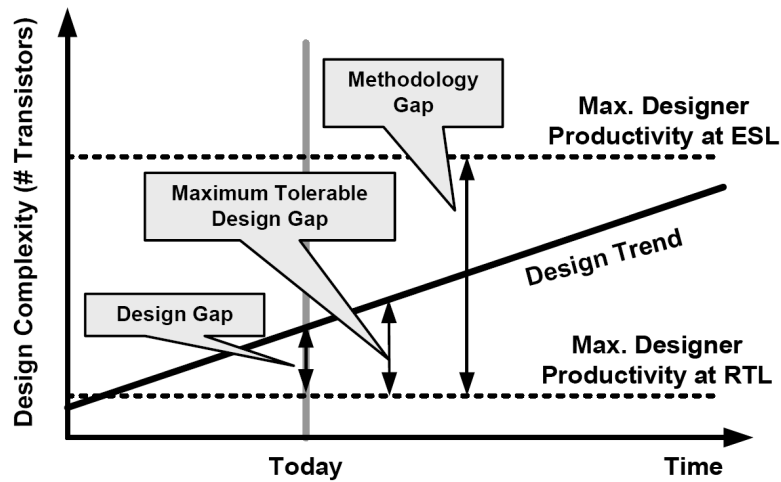 Design Complexity (# Transistors)
Methodology
Gap
Max. Designer
Productivity at ESL
Maximum Tolerable
Design Gap
Design Trend
Design Gap
Max. Designer
Productivity at RTL
Today
Time